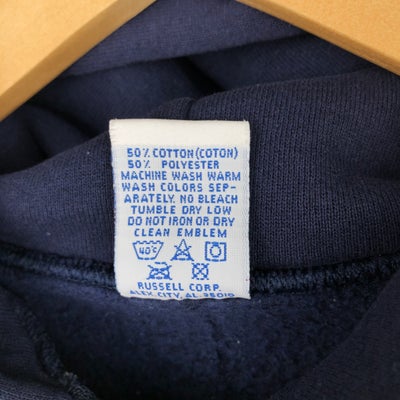 50% COTTON (COTON)
50% POLYESTER
MACHINE WASH WARM
WASH COLORS SEP-
ARATELY. NO BLEACH
TUMBLE DRY LOW
DO NOT IRON OR DRY
CLEAN EMBLEM
40°C
RUSSELL CORP.
ALEX CITY, AL 35010